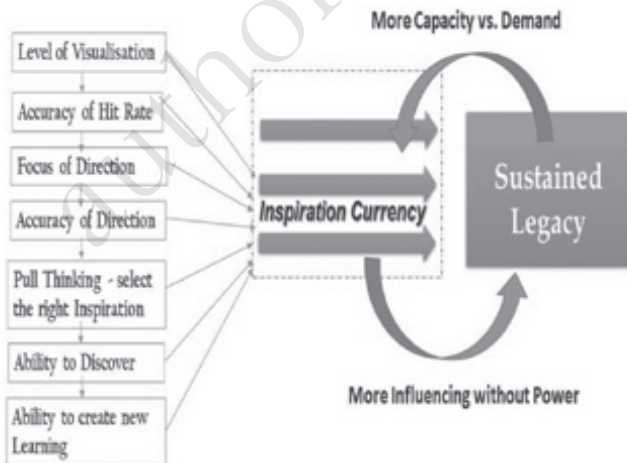 More Capacity vs. Demand
Level of Visualisation
Accuracy of Hit Rate
Focus of Direction
Accuracy of Direction
Pull Thinking - select
the right Inspiration
Ability to Discover
Ability to create new
Learning
Inspiration Currency
Sustained
Legacy
More Influencing without Power
author